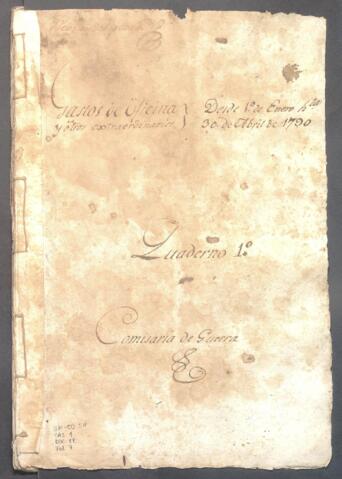 Gastos de Oficina } Desde 1º de Enero hta
y otros extraordinarios } 30 de Abril de 1790
Quaderno 1º
Comisaria de Guerra